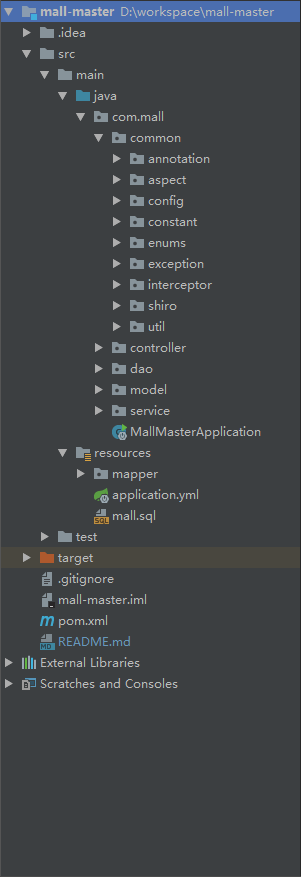 mall-master D:\workspace\mall-master
.idea
src
main
java
com.mall
common
annotation
aspect
config
constant
enums
exception
interceptor
shiro
util
controller
dao
model
service
MallMasterApplication
resources
mapper
application.yml
mall.sql
test
target
.gitignore
mall-master.iml
pom.xml
README.md
External Libraries
Scratches and Consoles